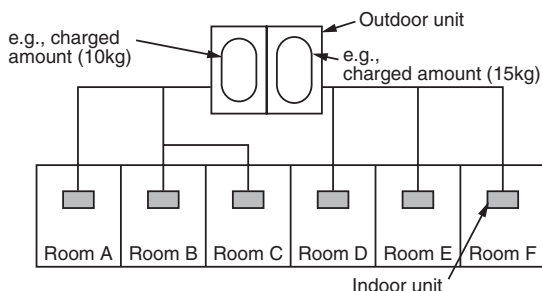 e.g., charged
amount (10kg)
Outdoor unit
e.g.,
charged amount (15kg)
Room A
Room B
Room C
Room D
Room E
Room F
Indoor unit